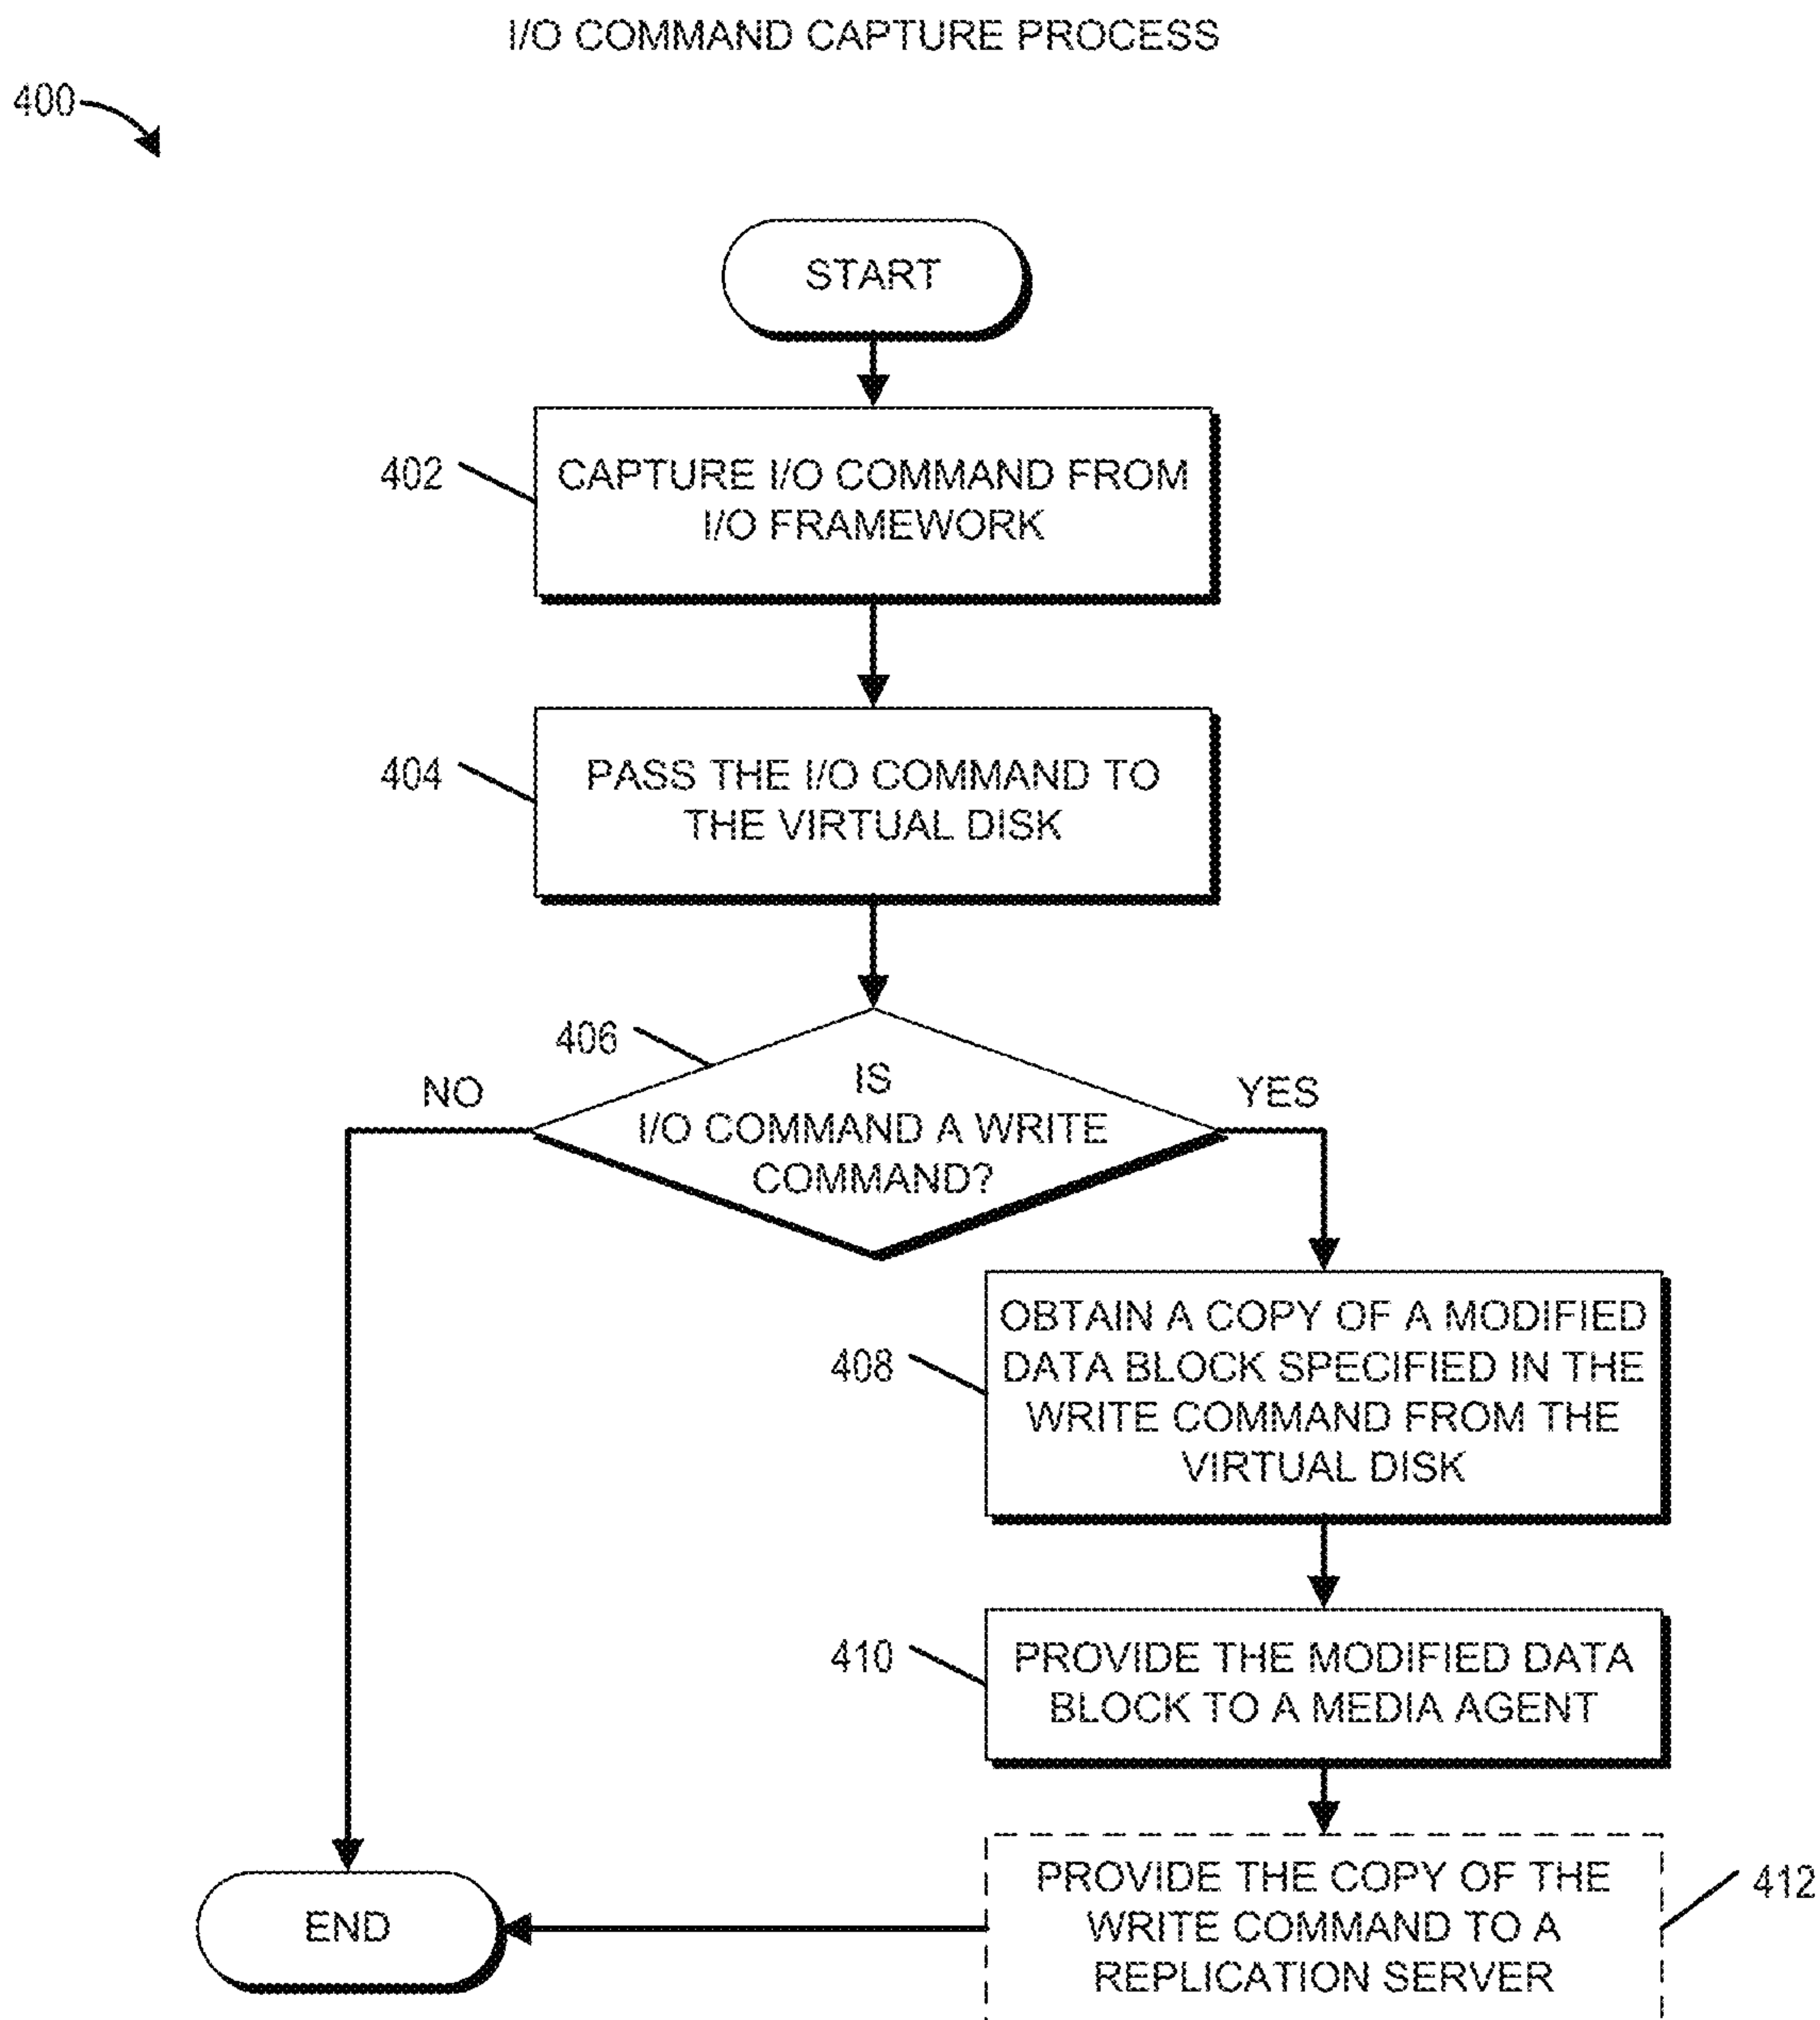 I/O COMMAND CAPTURE PROCESS
400
START
402
CAPTURE I/O COMMAND FROM
I/O FRAMEWORK
404
PASS THE I/O COMMAND TO
THE VIRTUAL DISK
406
IS
I/O COMMAND A WRITE
COMMAND?
NO
YES
408
OBTAIN A COPY OF A MODIFIED
DATA BLOCK SPECIFIED IN THE
WRITE COMMAND FROM THE
VIRTUAL DISK
410
PROVIDE THE MODIFIED DATA
BLOCK TO A MEDIA AGENT
412
PROVIDE THE COPY OF THE
WRITE COMMAND TO A
REPLICATION SERVER
END